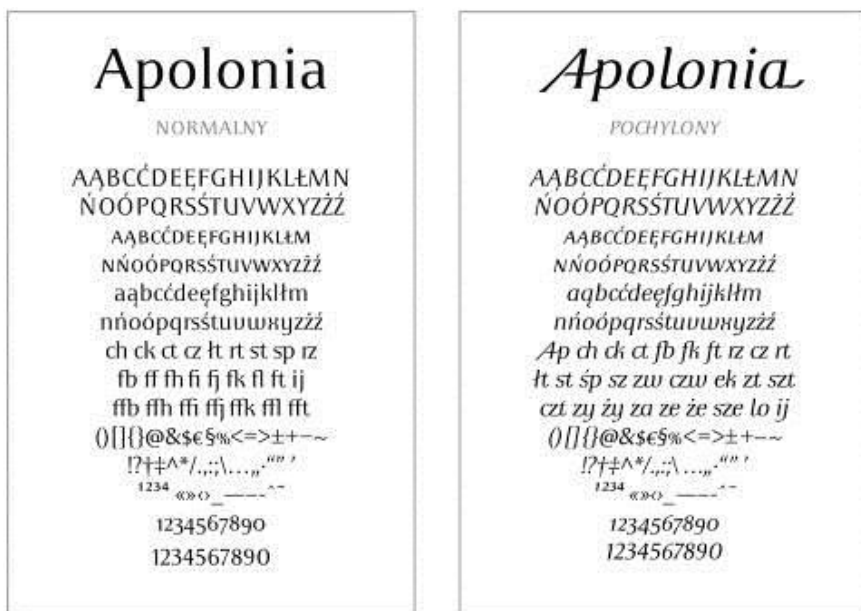 Apolonia
NORMALNY
AĄBCĆDEĘFGHIJKLŁMN
ŃOÓPQRSŚTUVWXYZŻŹ
AĄBCĆDEĘFGHIJKLŁM
NŃOÓPQRSŚTUVWXYZŻŹ
aąbcćdeęfghijklłm
nńoópqrsśtuvwxyzżź
ch ck ct cz łt rt st sp rz
fb ff fh fi fj fk fl ft ij
ffb ffh ffi ffj ffk ffl fft
()[]{}@&$€§%<=>±+−~
!?†‡^*/.,:;\…„·“” ’
¹²³⁴ «»‹›_—–-ˆ˜
1234567890
1234567890
Apolonia
POCHYLONY
AĄBCĆDEĘFGHIJKLŁMN
ŃOÓPQRSŚTUVWXYZŻŹ
AĄBCĆDEĘFGHIJKLŁM
NŃOÓPQRSŚTUVWXYZŻŹ
aąbcćdeęfghijklłm
nńoópqrsśtuvwxyzżź
Ap ch ck ct fb fk ft rz cz rt
łt st śp sz zw czw ek zt szt
czt zy ży za ze że sze lo ij
()[]{}@&$€§%<=>±+−~
!?†‡^*/.,:;\…„·“” ’
¹²³⁴ «»‹›_—–-ˆ˜
1234567890
1234567890